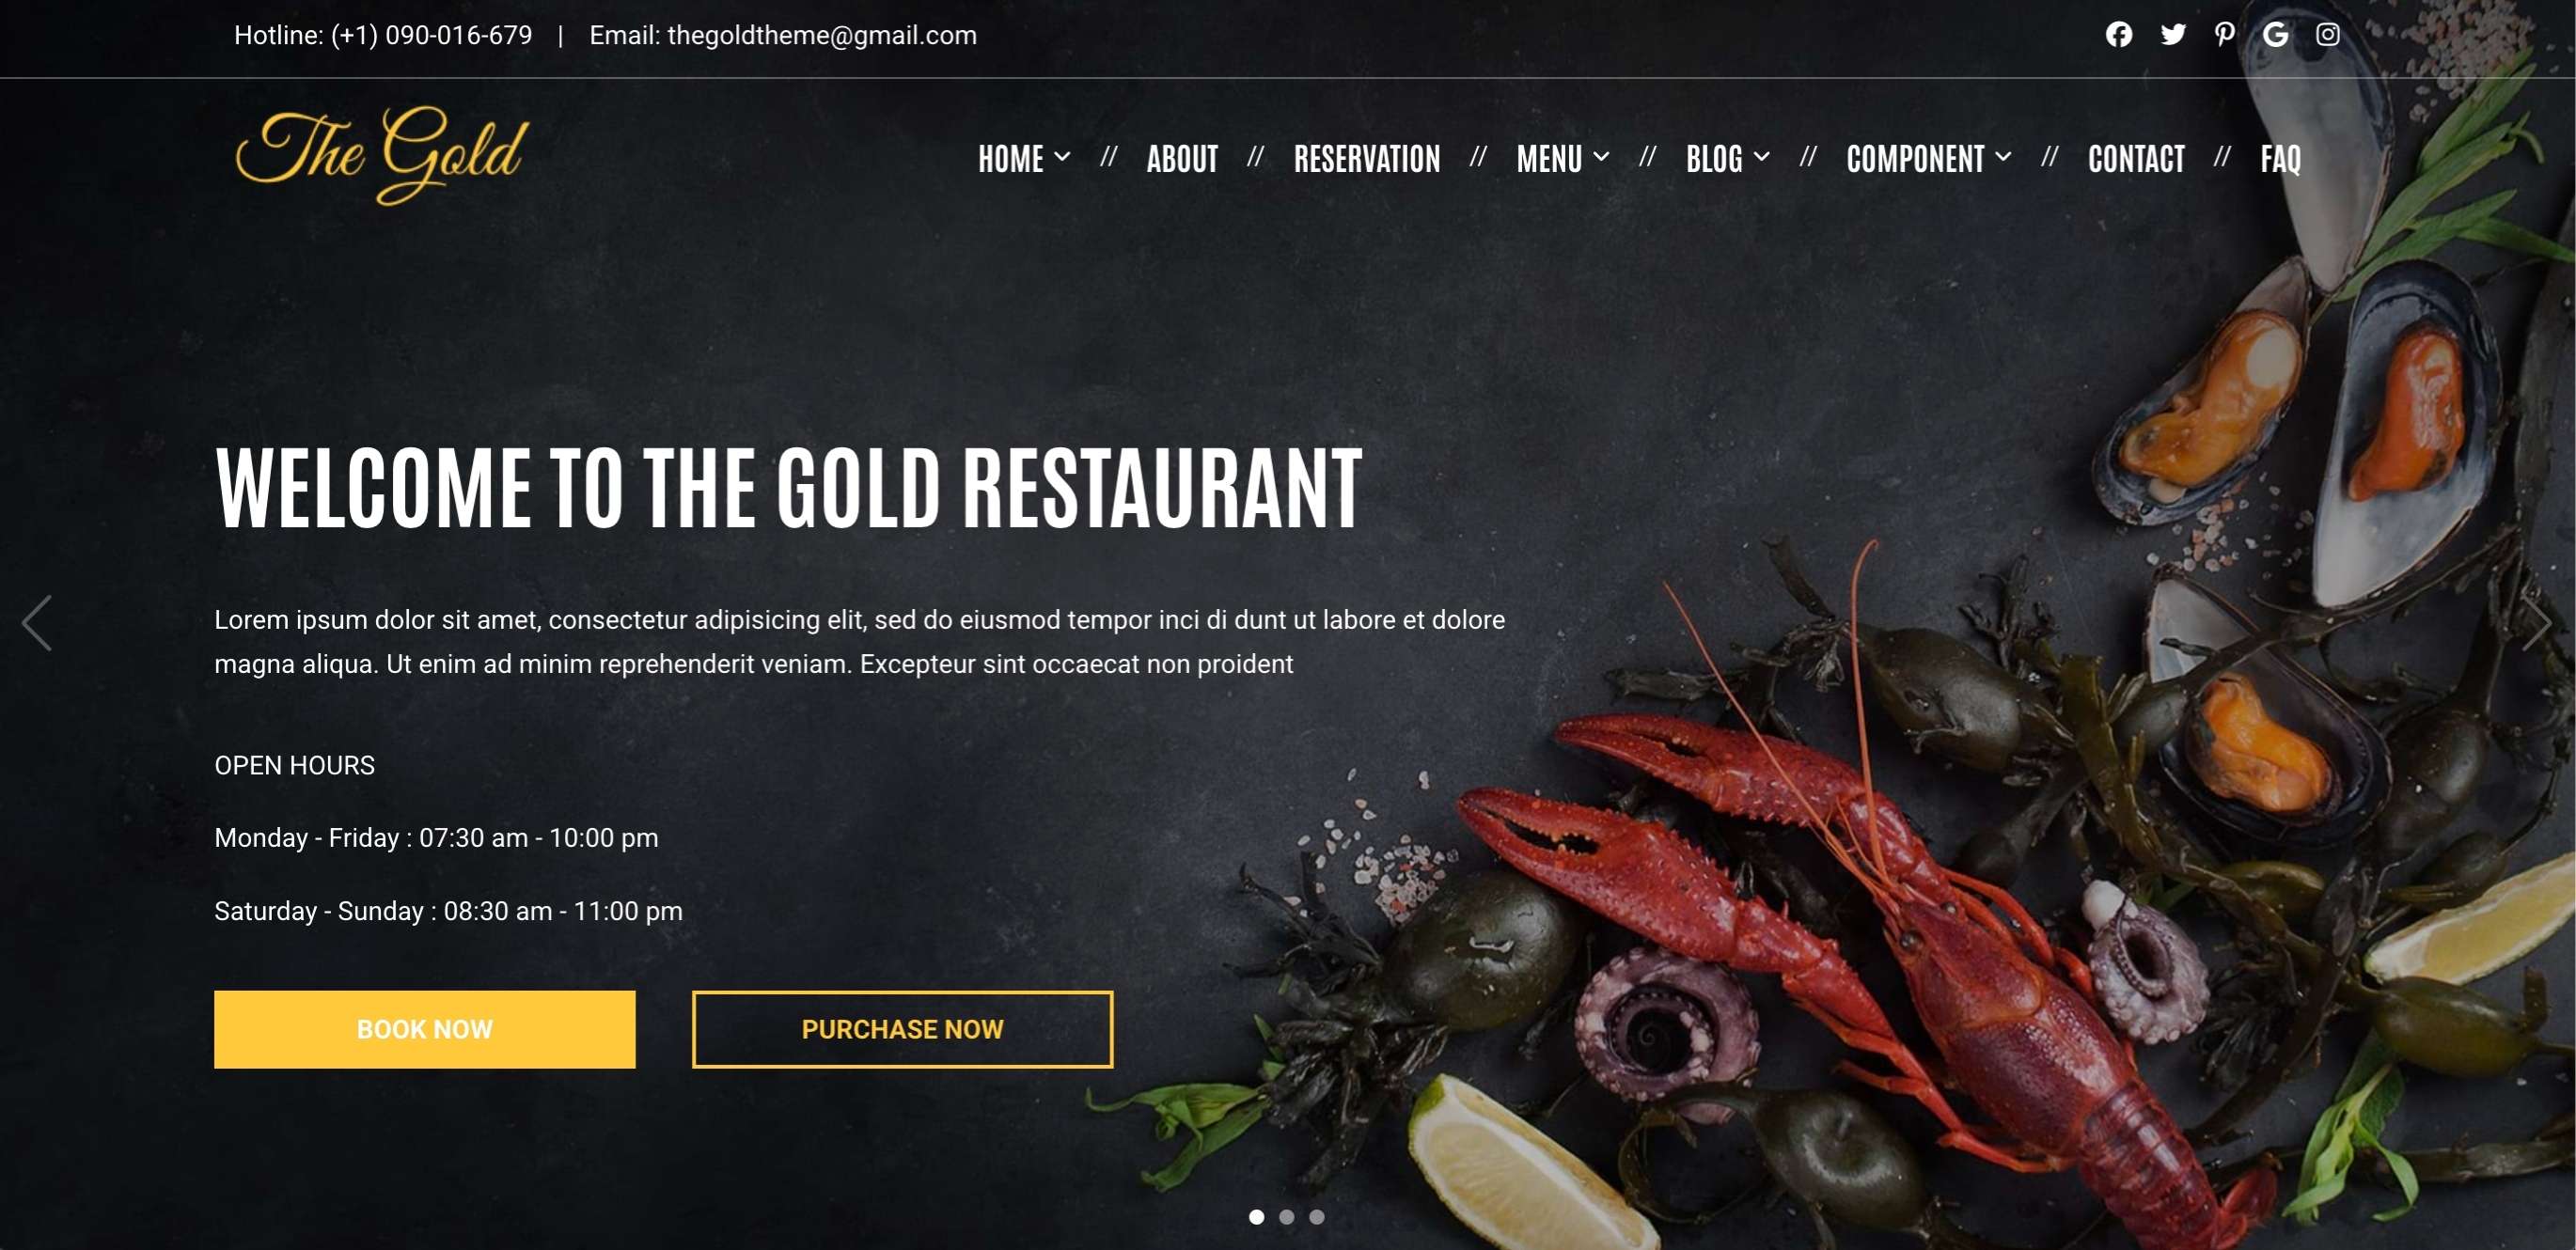 Hotline: (+1) 090-016-679 | Email: thegoldtheme@gmail.com
The Gold
HOME // ABOUT // RESERVATION // MENU // BLOG // COMPONENT // CONTACT // FAQ
WELCOME TO THE GOLD RESTAURANT
Lorem ipsum dolor sit amet, consectetur adipisicing elit, sed do eiusmod tempor inci di dunt ut labore et dolore
magna aliqua. Ut enim ad minim reprehenderit veniam. Excepteur sint occaecat non proident
OPEN HOURS
Monday - Friday : 07:30 am - 10:00 pm
Saturday - Sunday : 08:30 am - 11:00 pm
BOOK NOW
PURCHASE NOW